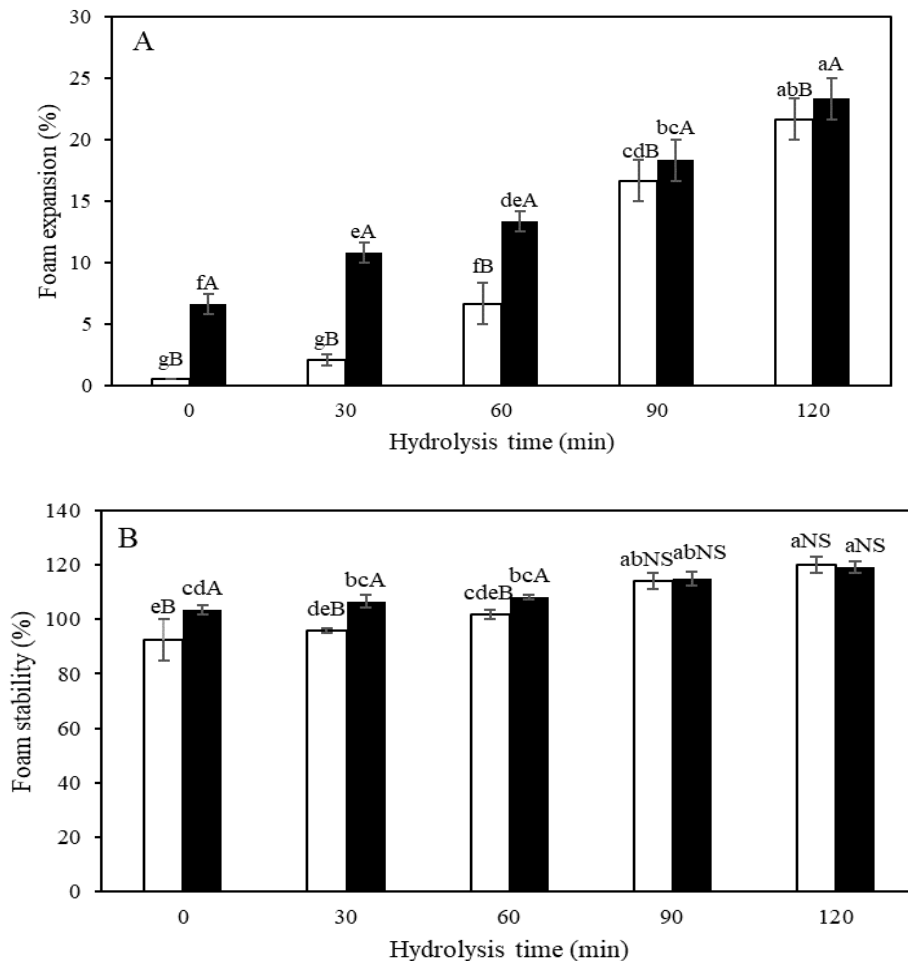 A
Foam expansion (%)
30
25
20
15
10
5
0
gB
fA
gB
eA
fB
deA
cdB
bcA
abB
aA
0
30
60
90
120
Hydrolysis time (min)
B
Foam stability (%)
140
120
100
80
60
40
20
0
eB
cdA
deB
bcA
cdeB
bcA
abNS
abNS
aNS
aNS
0
30
60
90
120
Hydrolysis time (min)